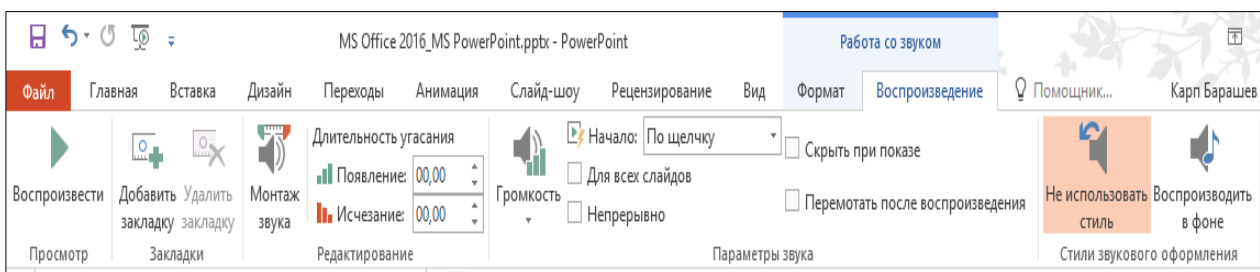 MS Office 2016_MS PowerPoint.pptx - PowerPoint
Работа со звуком
Файл Главная Вставка Дизайн Переходы Анимация Слайд-шоу Рецензирование Вид Формат Воспроизведение Помощник... Карп Барашев
Воспроизвести
Просмотр
Добавить закладку
Удалить закладку
Закладки
Монтаж звука
Длительность угасания
Появление: 00,00
Исчезание: 00,00
Редактирование
Громкость
Начало: По щелчку
Для всех слайдов
Непрерывно
Скрыть при показе
Перемотать после воспроизведения
Параметры звука
Не использовать
стиль
Воспроизводить
в фоне
Стили звукового оформления